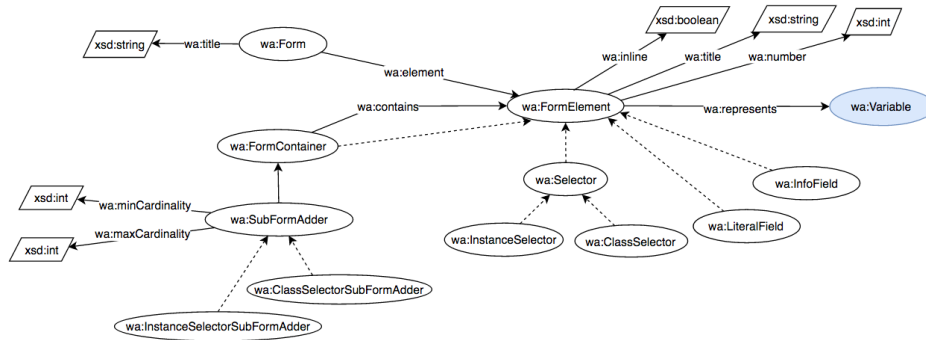 xsd:boolean
xsd:string
xsd:int
xsd:string
wa:title
wa:Form
wa:inline
wa:title
wa:number
wa:element
wa:contains
wa:FormElement
wa:represents
wa:Variable
wa:FormContainer
wa:Selector
wa:InfoField
xsd:int
wa:minCardinality
wa:SubFormAdder
wa:LiteralField
wa:maxCardinality
wa:InstanceSelector
wa:ClassSelector
xsd:int
wa:ClassSelectorSubFormAdder
wa:InstanceSelectorSubFormAdder